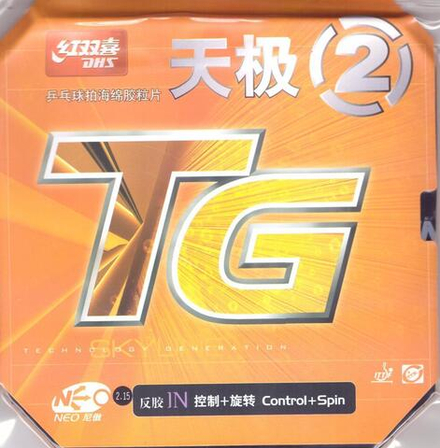 红双喜
DHS
天极 2
乒乓球拍海绵胶粒片
TG
TECHNOLOGY GENERATION
NEO
NEO 尼傲
2.15
反胶 IN 控制+旋转 Control+Spin
ITTF